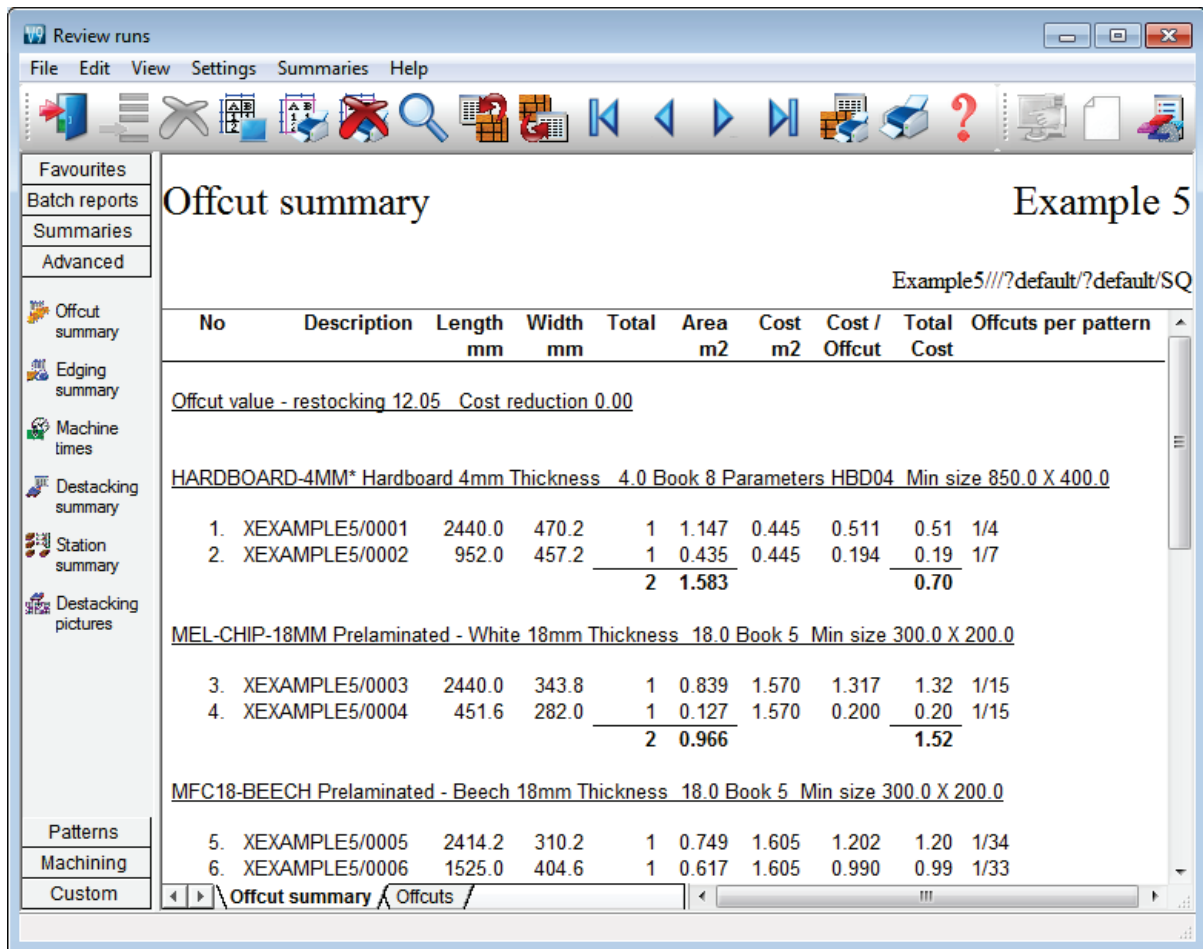 V9 Review runs
File Edit View Settings Summaries Help
Favourites
Batch reports
Summaries
Advanced
Offcut summary
Edging summary
Machine times
Destacking summary
Station summary
Destacking pictures
Patterns
Machining
Custom
Offcut summary Example 5
Example5///?default/?default/SQ
No Description Length Width Total Area Cost Cost / Total Offcuts per pattern
mm mm m2 m2 Offcut Cost
Offcut value - restocking 12.05 Cost reduction 0.00
HARDBOARD-4MM* Hardboard 4mm Thickness 4.0 Book 8 Parameters HBD04 Min size 850.0 X 400.0
1. XEXAMPLE5/0001 2440.0 470.2 1 1.147 0.445 0.511 0.51 1/4
2. XEXAMPLE5/0002 952.0 457.2 1 0.435 0.445 0.194 0.19 1/7
2 1.583 0.70
MEL-CHIP-18MM Prelaminated - White 18mm Thickness 18.0 Book 5 Min size 300.0 X 200.0
3. XEXAMPLE5/0003 2440.0 343.8 1 0.839 1.570 1.317 1.32 1/15
4. XEXAMPLE5/0004 451.6 282.0 1 0.127 1.570 0.200 0.20 1/15
2 0.966 1.52
MFC18-BEECH Prelaminated - Beech 18mm Thickness 18.0 Book 5 Min size 300.0 X 200.0
5. XEXAMPLE5/0005 2414.2 310.2 1 0.749 1.605 1.202 1.20 1/34
6. XEXAMPLE5/0006 1525.0 404.6 1 0.617 1.605 0.990 0.99 1/33
Offcut summary Offcuts